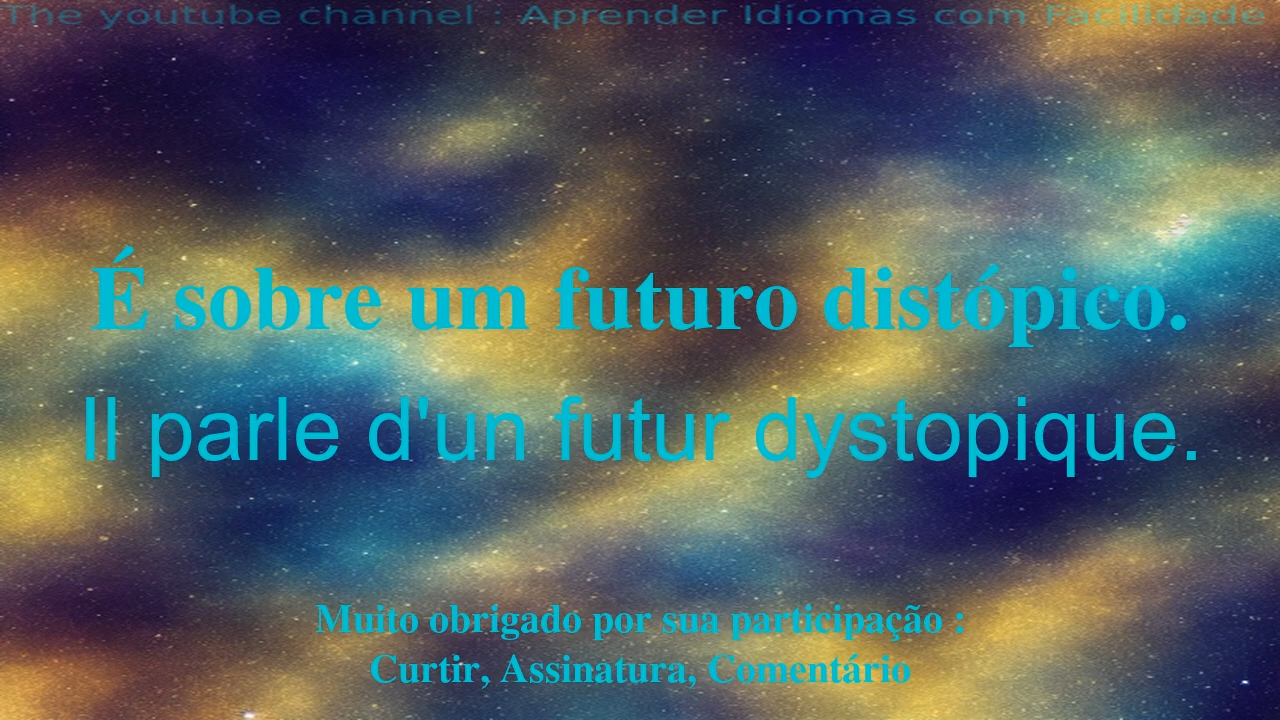 The youtube channel : Aprender Idiomas com Facilidade
É sobre um futuro distópico.
Il parle d'un futur dystopique.
Muito obrigado por sua participação :
Curtir, Assinatura, Comentário